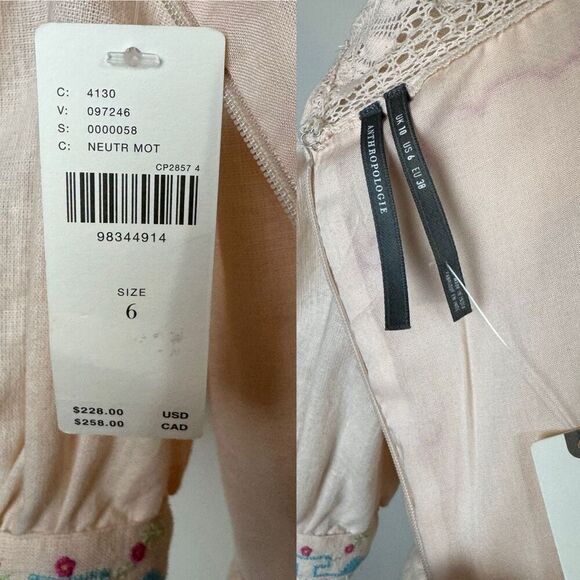 C: 4130
V: 097246
S: 0000058
C: NEUTR MOT
CP2857 4
98344914
SIZE
6
$228.00 USD
$258.00 CAD
ANTHROPOLOGIE
UK 10 US 6 EU 38